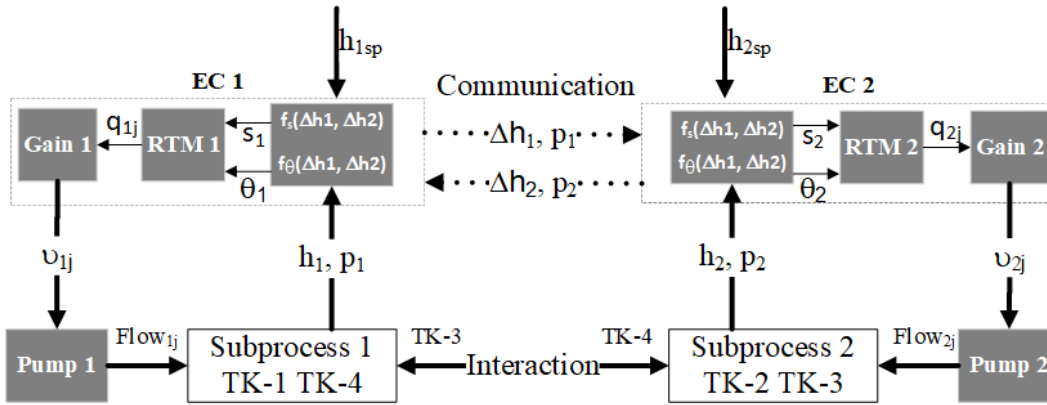 h1sp
h2sp
EC 1
Communication
EC 2
Gain 1
q1j
RTM 1
s1
θ1
fs(Δh1, Δh2)
fθ(Δh1, Δh2)
Δh1, p1
Δh2, p2
fs(Δh1, Δh2)
fθ(Δh1, Δh2)
s2
θ2
RTM 2
q2j
Gain 2
υ1j
h1, p1
h2, p2
υ2j
Pump 1
Flow1j
Subprocess 1
TK-1 TK-4
TK-3
Interaction
TK-4
Subprocess 2
TK-2 TK-3
Flow2j
Pump 2